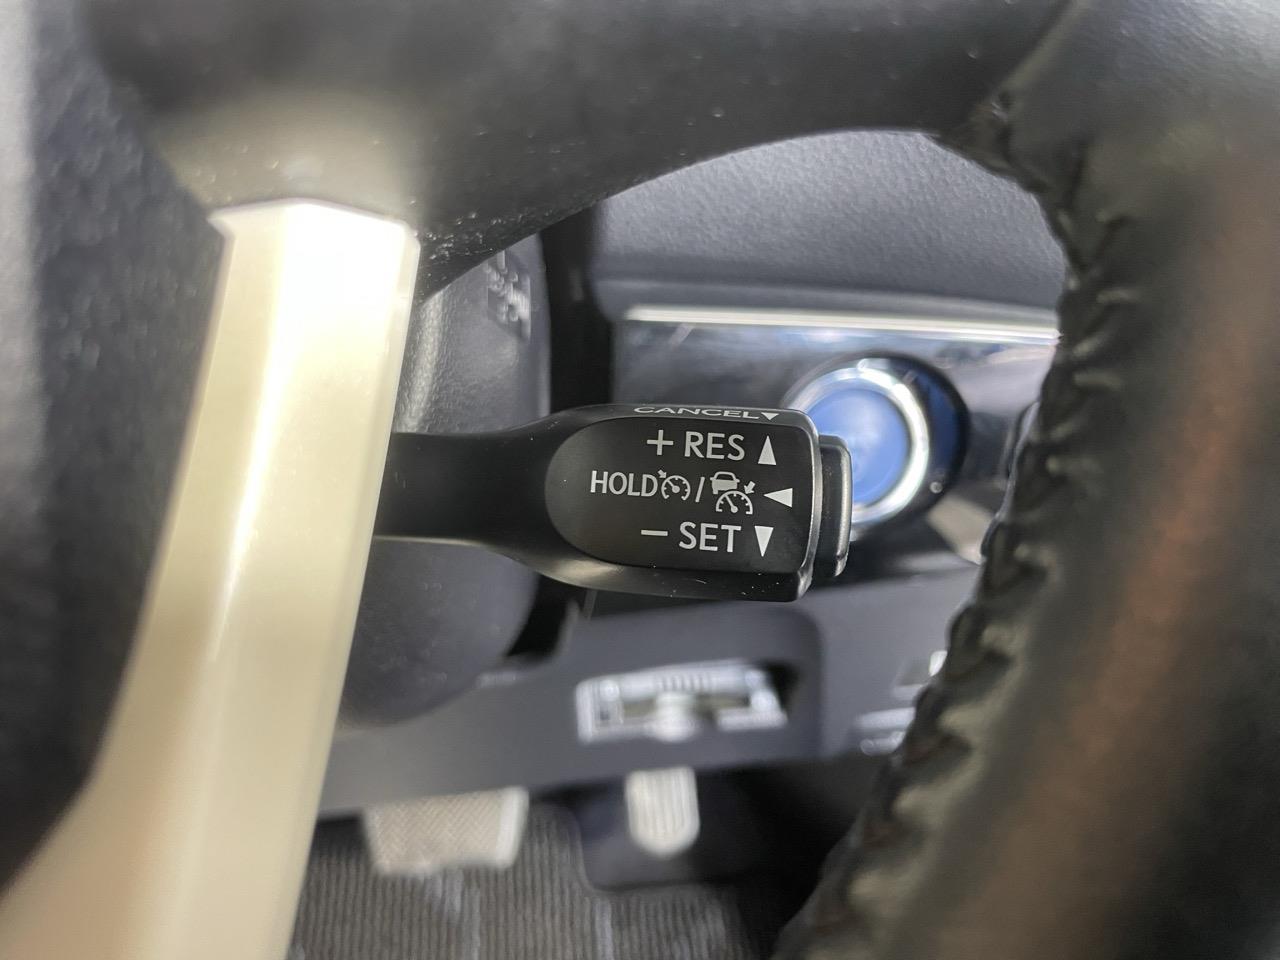 CANCEL▼
+ RES ▲
HOLD / ◀
− SET ▼